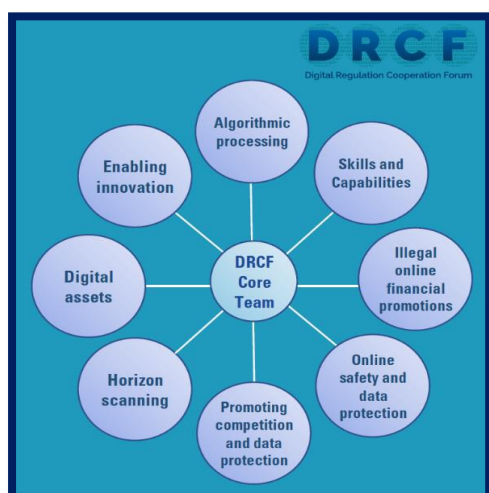 DRCF
Digital Regulation Cooperation Forum
Algorithmic
processing
Enabling
innovation
Skills and
Capabilities
DRCF
Core
Team
Digital
assets
Illegal
online
financial
promotions
Horizon
scanning
Online
safety and
data
protection
Promoting
competition
and data
protection